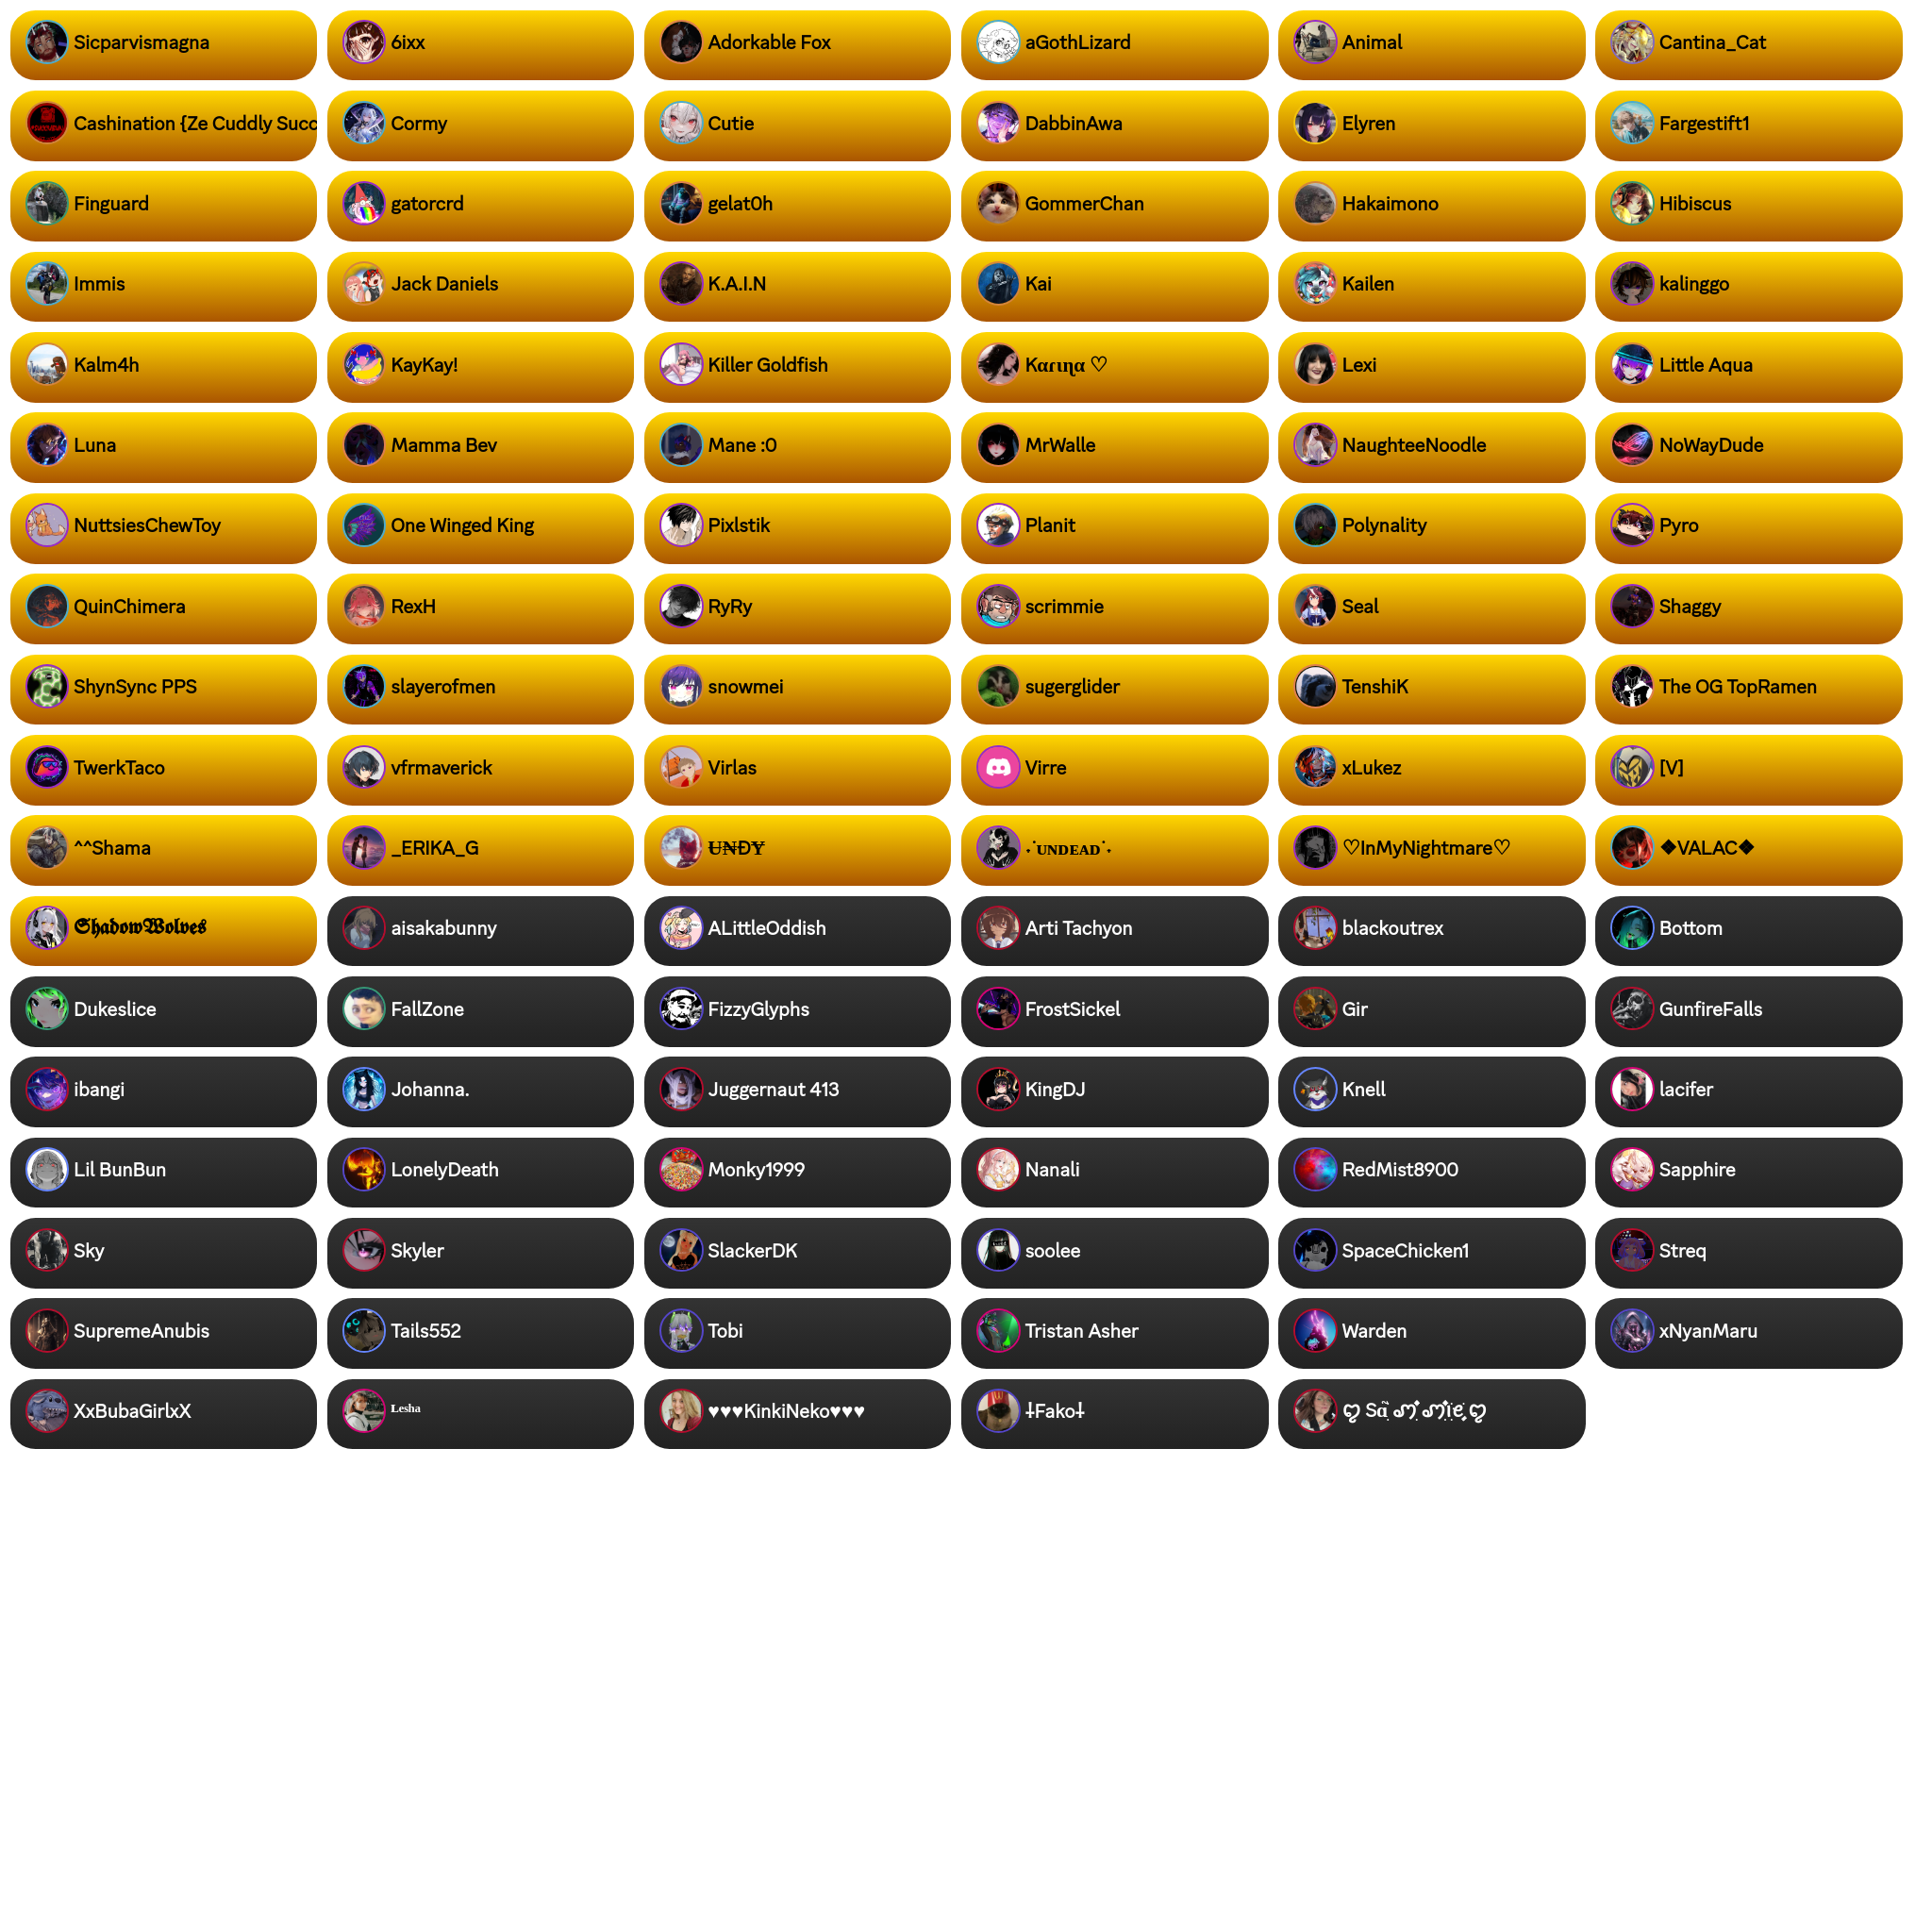 Sicparvismagna
6ixx
Adorkable Fox
aGothLizard
Animal
Cantina_Cat
Cashination {Ze Cuddly Succ
Cormy
Cutie
DabbinAwa
Elyren
Fargestift1
Finguard
gatorcrd
gelat0h
GommerChan
Hakaimono
Hibiscus
Immis
Jack Daniels
K.A.I.N
Kai
Kailen
kalinggo
Kalm4h
KayKay!
Killer Goldfish
Kαɾιɳα ♡
Lexi
Little Aqua
Luna
Mamma Bev
Mane :0
MrWalle
NaughteeNoodle
NoWayDude
NuttsiesChewToy
One Winged King
Pixlstik
Planit
Polynality
Pyro
QuinChimera
RexH
RyRy
scrimmie
Seal
Shaggy
ShynSync PPS
slayerofmen
snowmei
sugerglider
TenshiK
The OG TopRamen
TwerkTaco
vfrmaverick
Virlas
Virre
xLukez
[V]
^^Shama
_ERIKA_G
Ʉ₦ĐɎ
˖˙ᴜɴᴅᴇᴀᴅ˙˖
♡InMyNightmare♡
❖VALAC❖
𝕾𝖍𝖆𝖉𝖔𝖜𝖂𝖔𝖑𝖛𝖊𝖘
aisakabunny
ALittleOddish
Arti Tachyon
blackoutrex
Bottom
Dukeslice
FallZone
FizzyGlyphs
FrostSickel
Gir
GunfireFalls
ibangi
Johanna.
Juggernaut 413
KingDJ
Knell
lacifer
Lil BunBun
LonelyDeath
Monky1999
Nanali
RedMist8900
Sapphire
Sky
Skyler
SlackerDK
soolee
SpaceChicken1
Streq
SupremeAnubis
Tails552
Tobi
Tristan Asher
Warden
xNyanMaru
XxBubaGirlxX
ᴸᵉˢʰᵃ
♥♥♥KinkiNeko♥♥♥
⸸Fako⸸